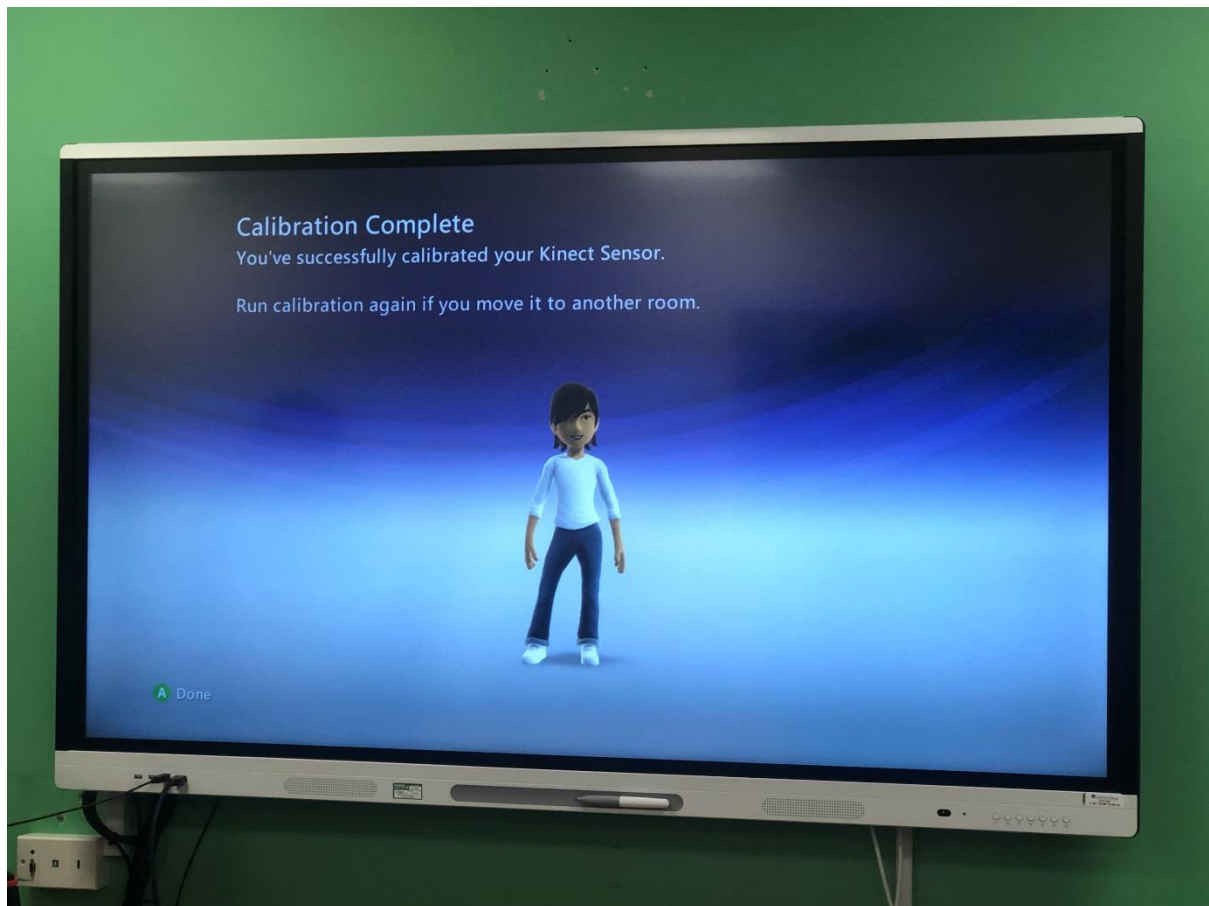 Calibration Complete
You've successfully calibrated your Kinect Sensor.
Run calibration again if you move it to another room.
A Done